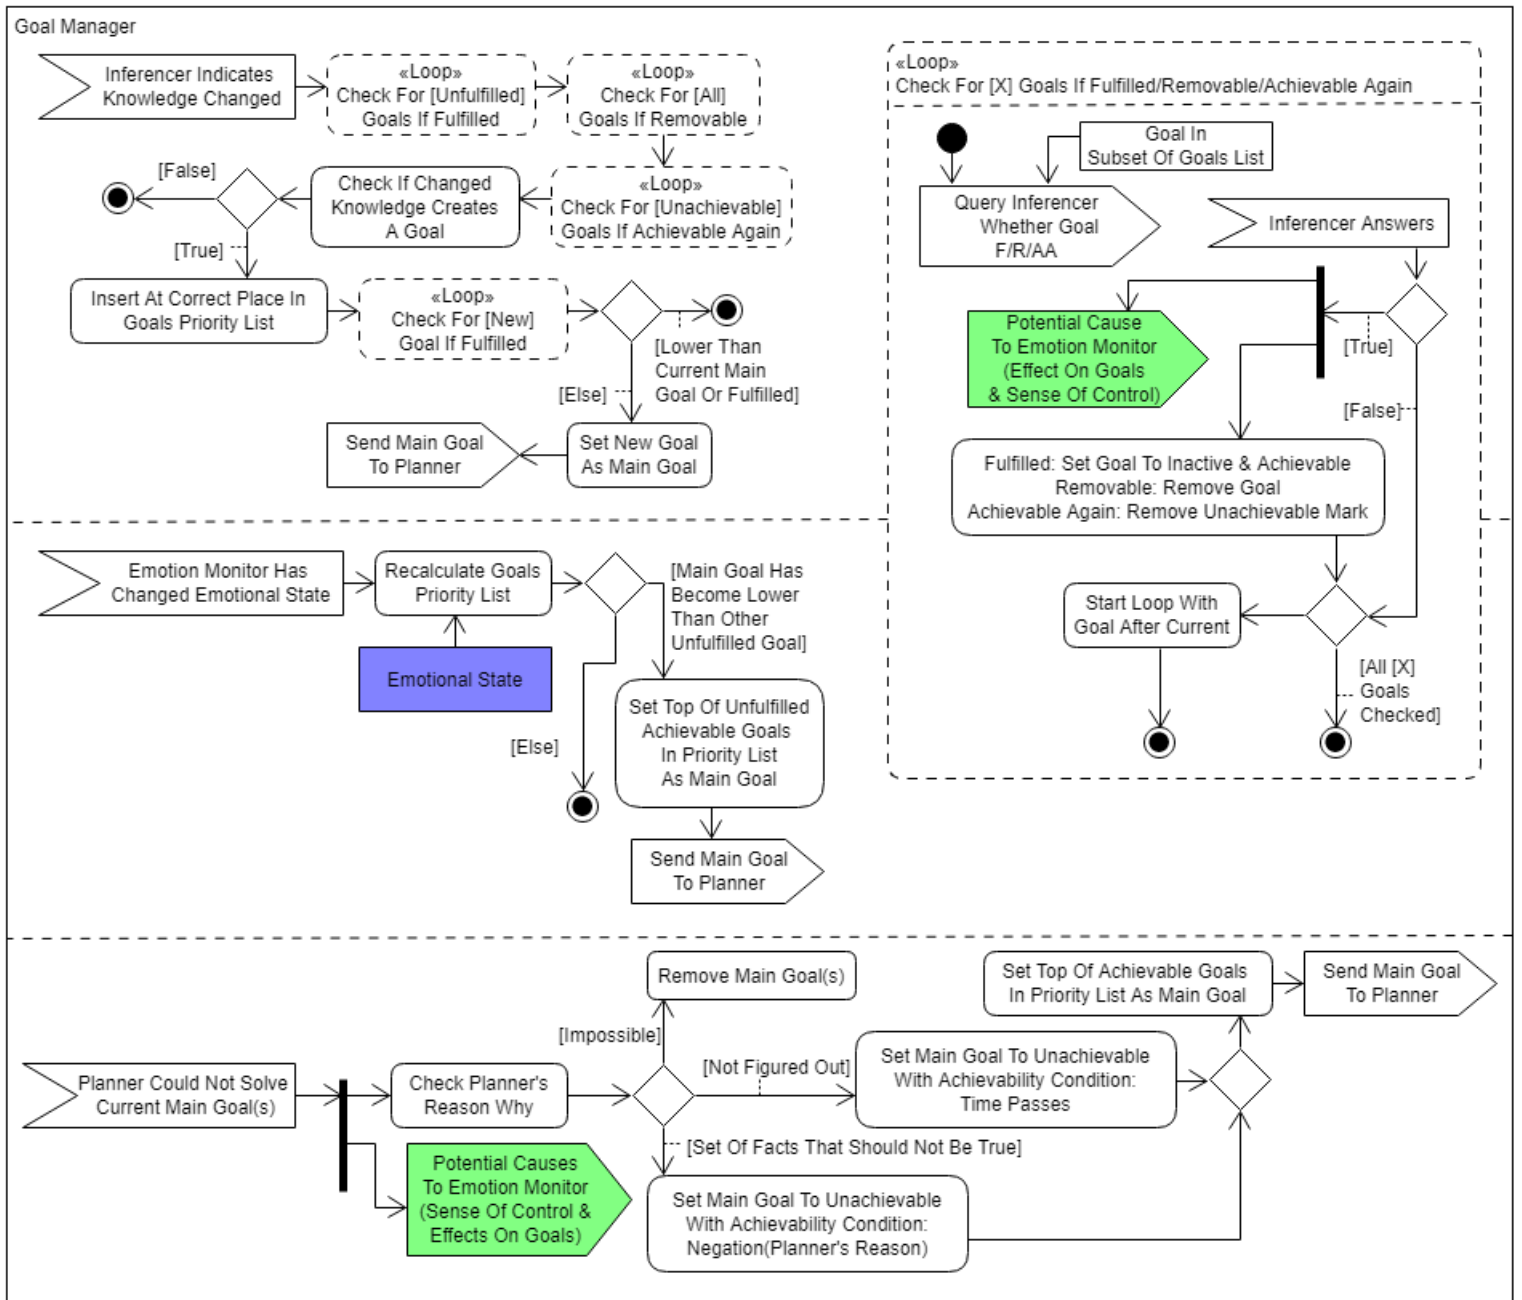 Goal Manager
Inferencer Indicates
Knowledge Changed
«Loop»
Check For [Unfulfilled]
Goals If Fulfilled
«Loop»
Check For [All]
Goals If Removable
«Loop»
Check For [Unachievable]
Goals If Achievable Again
Check If Changed
Knowledge Creates
A Goal
[False]
[True]
Insert At Correct Place In
Goals Priority List
«Loop»
Check For [New]
Goal If Fulfilled
[Lower Than
Current Main
Goal Or Fulfilled]
[Else]
Set New Goal
As Main Goal
Send Main Goal
To Planner
«Loop»
Check For [X] Goals If Fulfilled/Removable/Achievable Again
Goal In
Subset Of Goals List
Query Inferencer
Whether Goal
F/R/AA
Inferencer Answers
[True]
[False]
Potential Cause
To Emotion Monitor
(Effect On Goals
& Sense Of Control)
Fulfilled: Set Goal To Inactive & Achievable
Removable: Remove Goal
Achievable Again: Remove Unachievable Mark
Start Loop With
Goal After Current
[All [X]
Goals
Checked]
Emotion Monitor Has
Changed Emotional State
Recalculate Goals
Priority List
Emotional State
[Main Goal Has
Become Lower
Than Other
Unfulfilled Goal]
[Else]
Set Top Of Unfulfilled
Achievable Goals
In Priority List
As Main Goal
Send Main Goal
To Planner
Planner Could Not Solve
Current Main Goal(s)
Check Planner's
Reason Why
Potential Causes
To Emotion Monitor
(Sense Of Control &
Effects On Goals)
[Impossible]
Remove Main Goal(s)
[Not Figured Out]
Set Main Goal To Unachievable
With Achievability Condition:
Time Passes
[Set Of Facts That Should Not Be True]
Set Main Goal To Unachievable
With Achievability Condition:
Negation(Planner's Reason)
Set Top Of Achievable Goals
In Priority List As Main Goal
Send Main Goal
To Planner